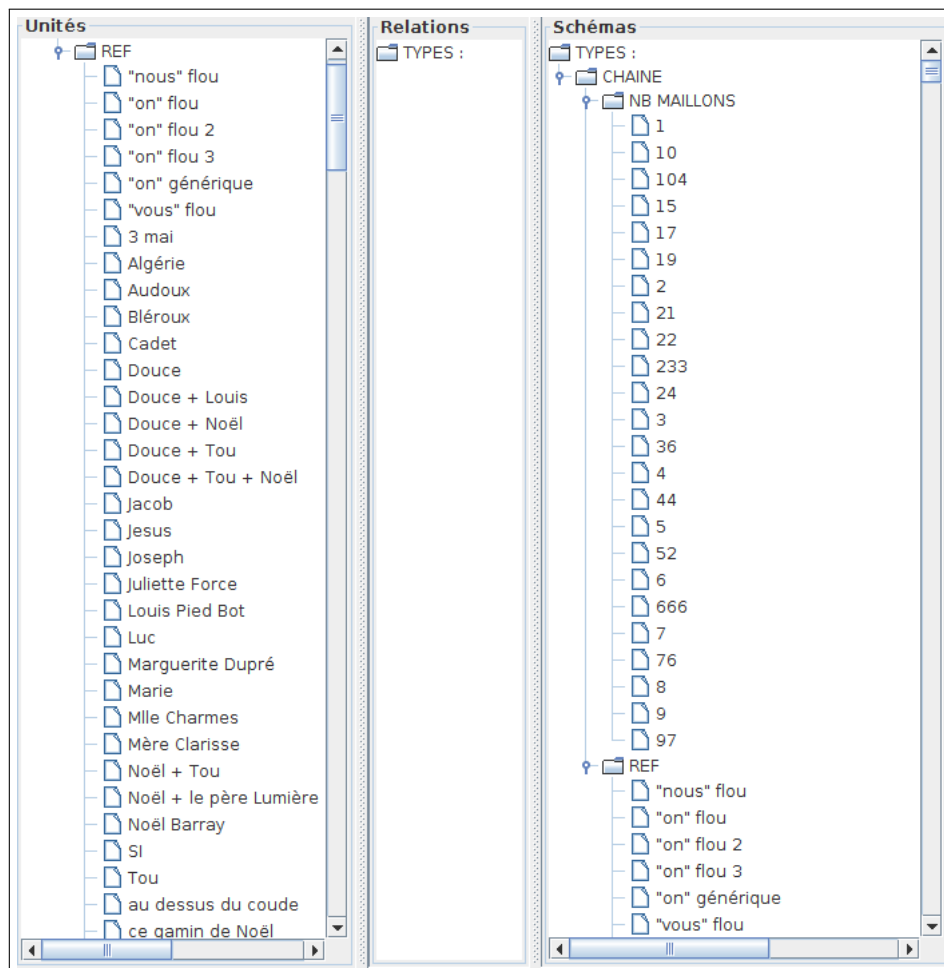 Unités
REF
"nous" flou
"on" flou
"on" flou 2
"on" flou 3
"on" générique
"vous" flou
3 mai
Algérie
Audoux
Bléroux
Cadet
Douce
Douce + Louis
Douce + Noël
Douce + Tou
Douce + Tou + Noël
Jacob
Jesus
Joseph
Juliette Force
Louis Pied Bot
Luc
Marguerite Dupré
Marie
Mlle Charmes
Mère Clarisse
Noël + Tou
Noël + le père Lumière
Noël Barray
SI
Tou
au dessus du coude
ce gamin de Noël
Relations
TYPES :
Schémas
TYPES :
CHAINE
NB MAILLONS
1
10
104
15
17
19
2
21
22
233
24
3
36
4
44
5
52
6
666
7
76
8
9
97
REF
"nous" flou
"on" flou
"on" flou 2
"on" flou 3
"on" générique
"vous" flou